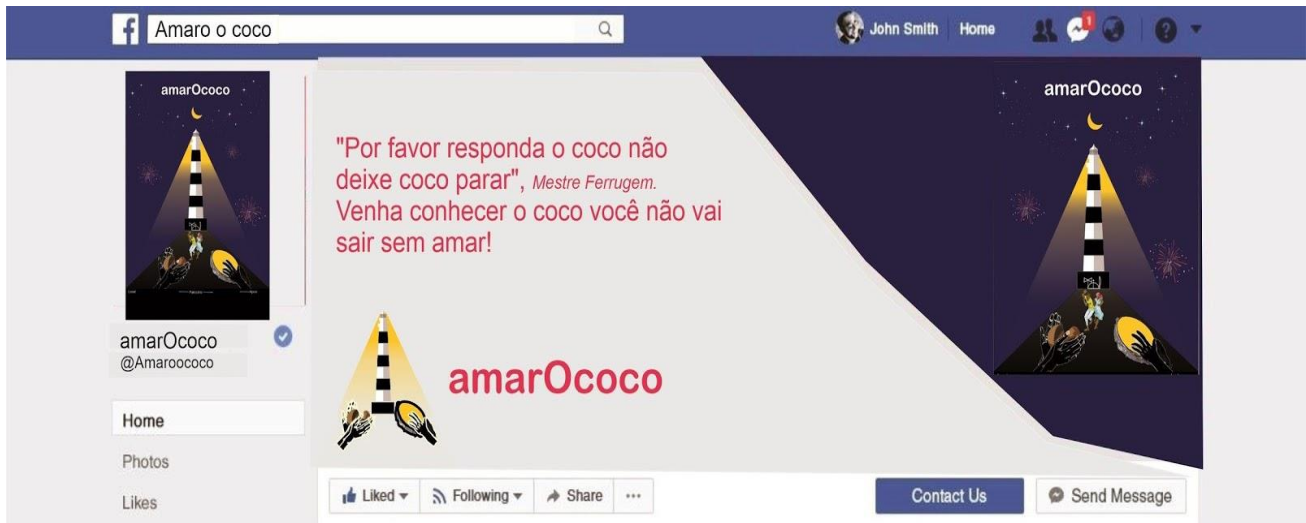 Amaro o coco
John Smith
Home
1
?
amarOcoco
amarOcoco
@Amaroococo
Home
Photos
Likes
"Por favor responda o coco não
deixe coco parar", Mestre Ferrugem.
Venha conhecer o coco você não vai
sair sem amar!
amarOcoco
amarOcoco
Liked
Following
Share
Contact Us
Send Message